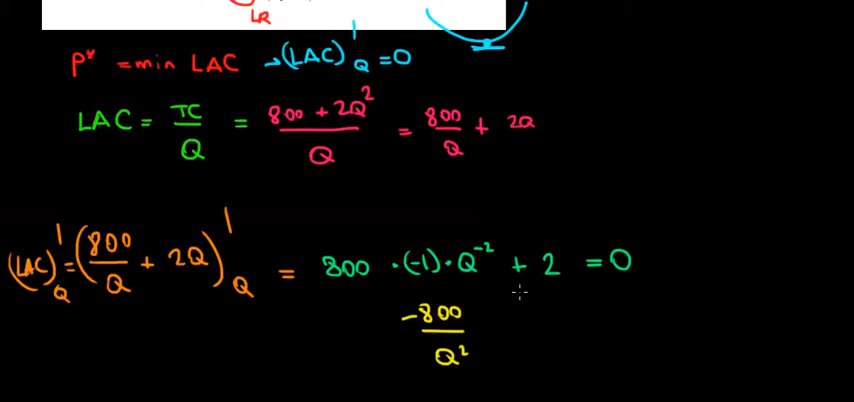 LR
P* = min LAC → (LAC)'Q = 0
LAC = TC/Q = (800 + 2Q²)/Q = 800/Q + 2Q
(LAC)'Q = (800/Q + 2Q)'Q = 800 · (-1) · Q⁻² + 2 = 0
-800/Q²